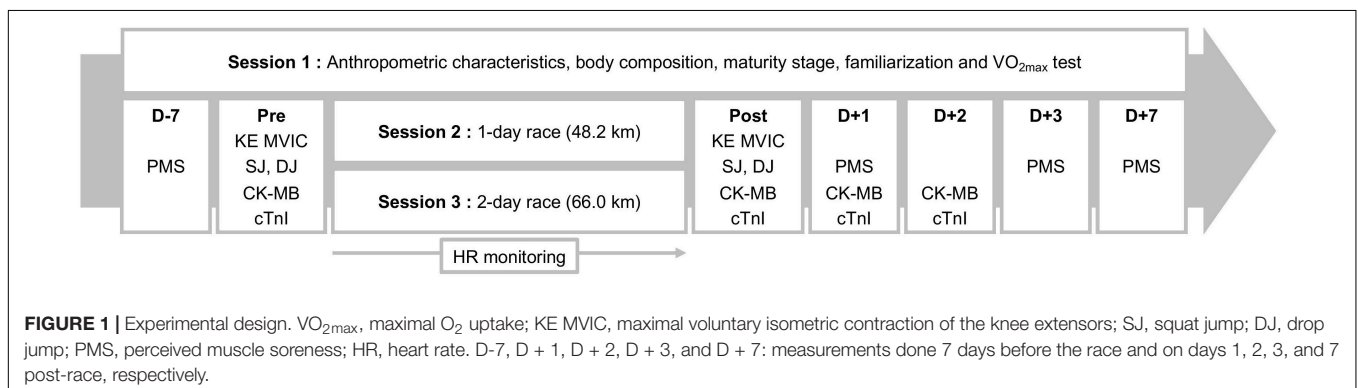 Session 1 : Anthropometric characteristics, body composition, maturity stage, familiarization and VO2max test
D-7
PMS
Pre
KE MVIC
SJ, DJ
CK-MB
cTnI
Session 2 : 1-day race (48.2 km)
Session 3 : 2-day race (66.0 km)
HR monitoring
Post
KE MVIC
SJ, DJ
CK-MB
cTnI
D+1
PMS
CK-MB
cTnI
D+2
CK-MB
cTnI
D+3
PMS
D+7
PMS
FIGURE 1 | Experimental design. VO2max, maximal O2 uptake; KE MVIC, maximal voluntary isometric contraction of the knee extensors; SJ, squat jump; DJ, drop
jump; PMS, perceived muscle soreness; HR, heart rate. D-7, D + 1, D + 2, D + 3, and D + 7: measurements done 7 days before the race and on days 1, 2, 3, and 7
post-race, respectively.